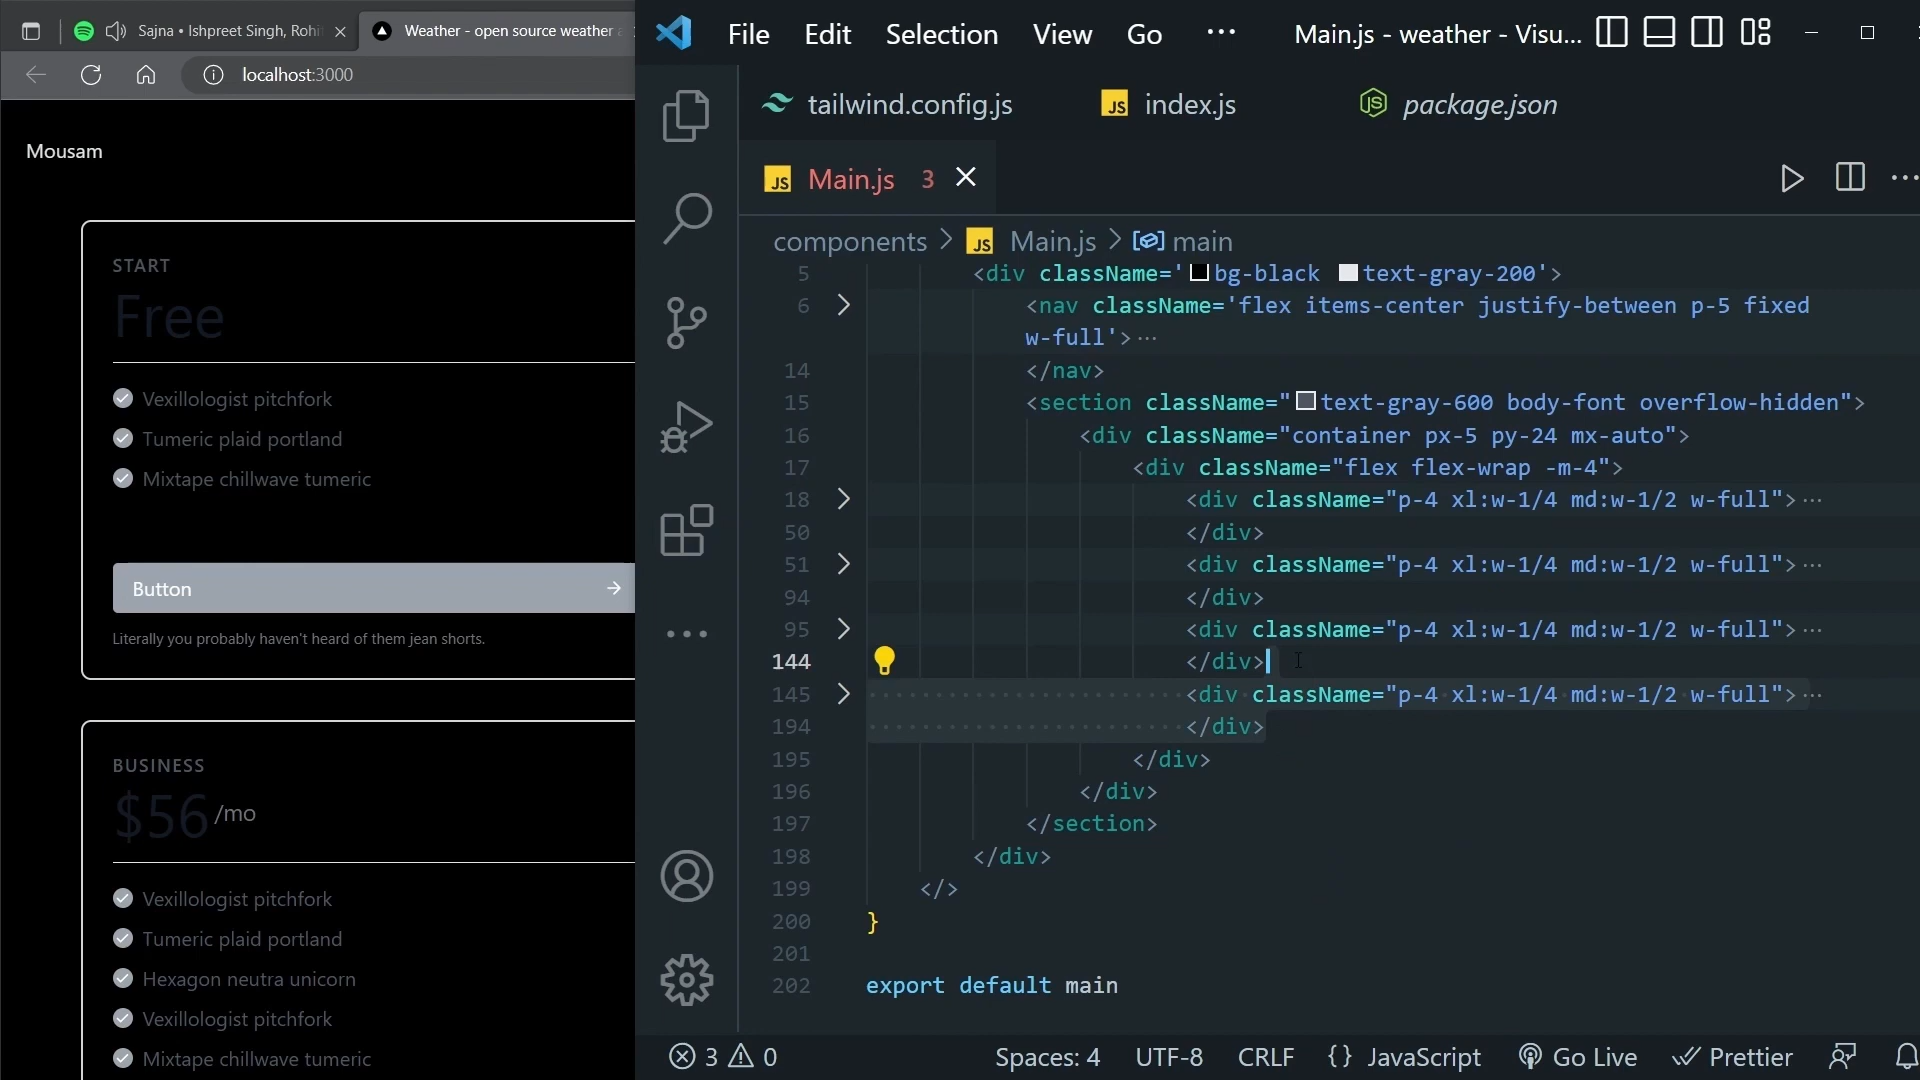 Sajna • Ishpreet Singh, Rohi
Weather - open source weather a
localhost:3000
Mousam
START
Free
Vexillologist pitchfork
Tumeric plaid portland
Mixtape chillwave tumeric
Button
Literally you probably haven't heard of them jean shorts.
BUSINESS
$56 /mo
Vexillologist pitchfork
Tumeric plaid portland
Hexagon neutra unicorn
Vexillologist pitchfork
Mixtape chillwave tumeric
File Edit Selection View Go ··· Main.js - weather - Visu...
tailwind.config.js index.js package.json
JS Main.js 3
components > JS Main.js > main
5 <div className='bg-black text-gray-200'>
6 <nav className='flex items-center justify-between p-5 fixed
w-full'>···
14 </nav>
15 <section className="text-gray-600 body-font overflow-hidden">
16 <div className="container px-5 py-24 mx-auto">
17 <div className="flex flex-wrap -m-4">
18 <div className="p-4 xl:w-1/4 md:w-1/2 w-full">···
50 </div>
51 <div className="p-4 xl:w-1/4 md:w-1/2 w-full">···
94 </div>
95 <div className="p-4 xl:w-1/4 md:w-1/2 w-full">···
144 </div>
145 <div className="p-4 xl:w-1/4 md:w-1/2 w-full">···
194 </div>
195 </div>
196 </div>
197 </section>
198 </div>
199 </>
200 }
201
202 export default main
3 0 Spaces: 4 UTF-8 CRLF {} JavaScript Go Live Prettier